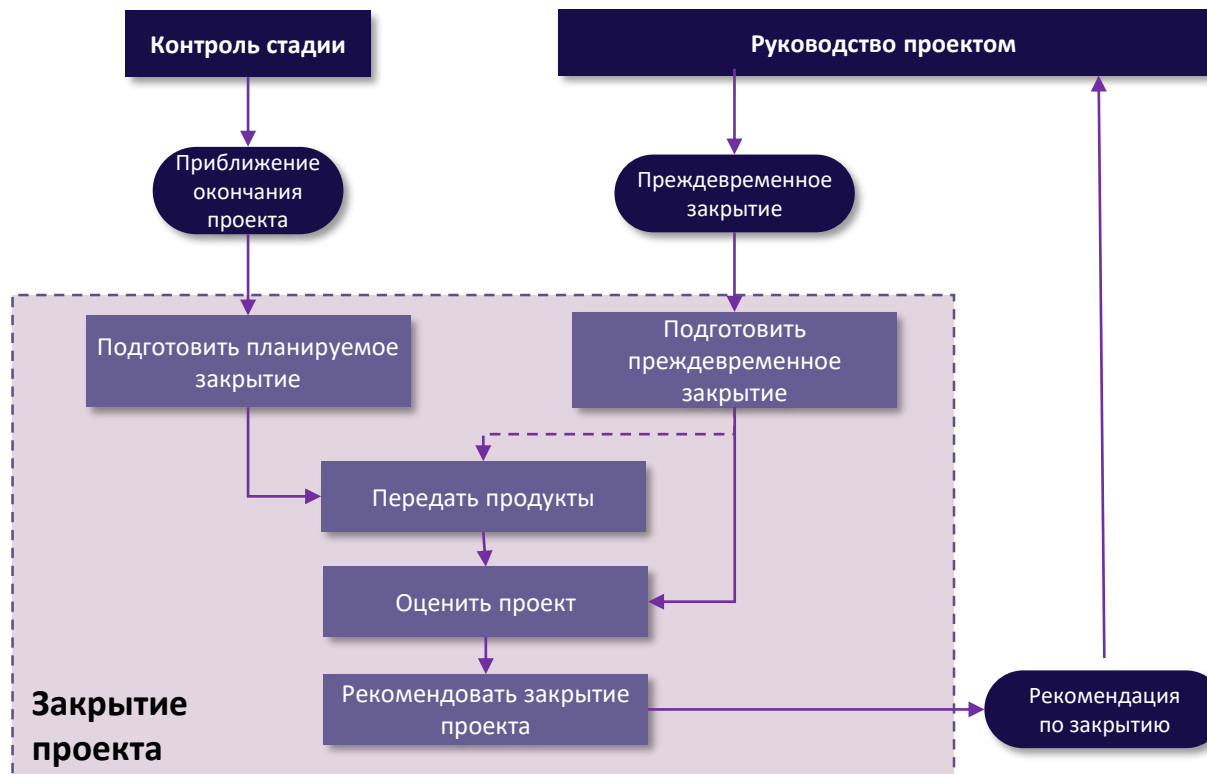 Контроль стадии
Руководство проектом
Приближение
окончания
проекта
Преждевременное
закрытие
Подготовить планируемое
закрытие
Подготовить
преждевременное
закрытие
Передать продукты
Оценить проект
Рекомендовать закрытие
проекта
Закрытие
проекта
Рекомендация
по закрытию